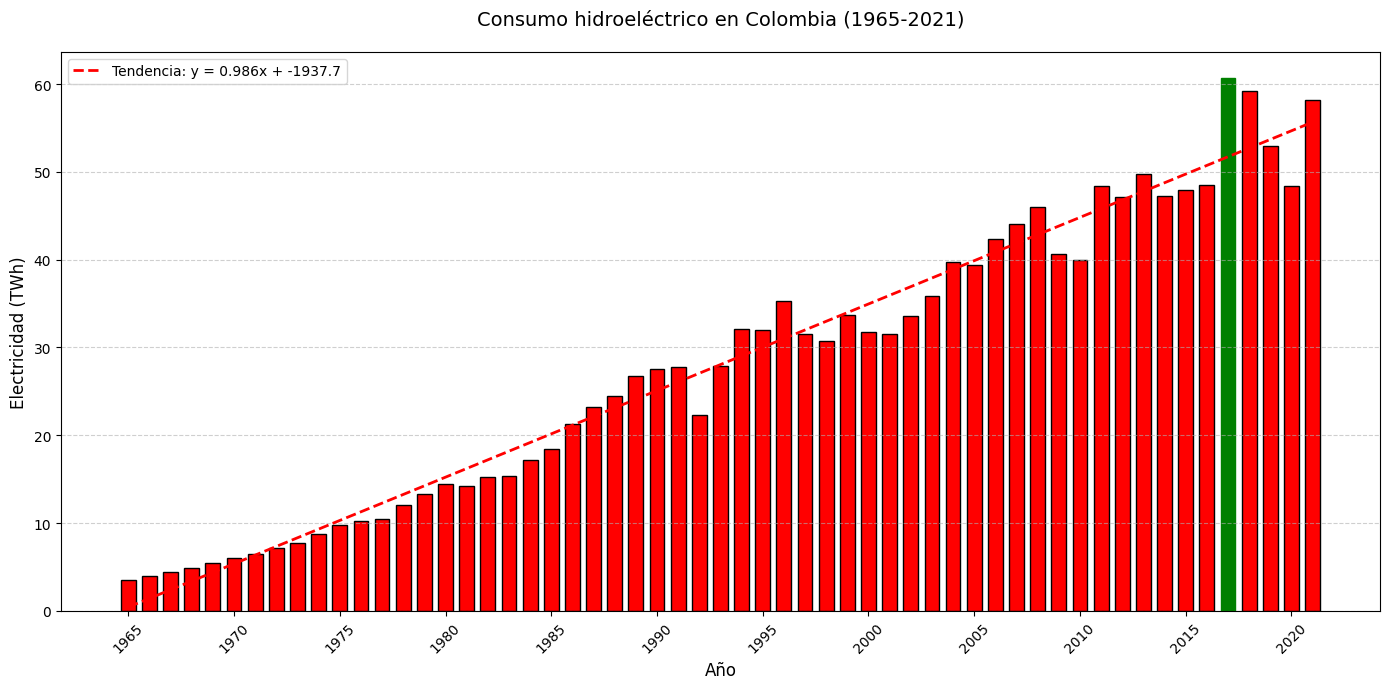 Consumo hidroeléctrico en Colombia (1965-2021)
Tendencia: y = 0.986x + -1937.7
Electricidad (TWh)
60
50
40
30
20
10
0
1965 1970 1975 1980 1985 1990 1995 2000 2005 2010 2015 2020
Año